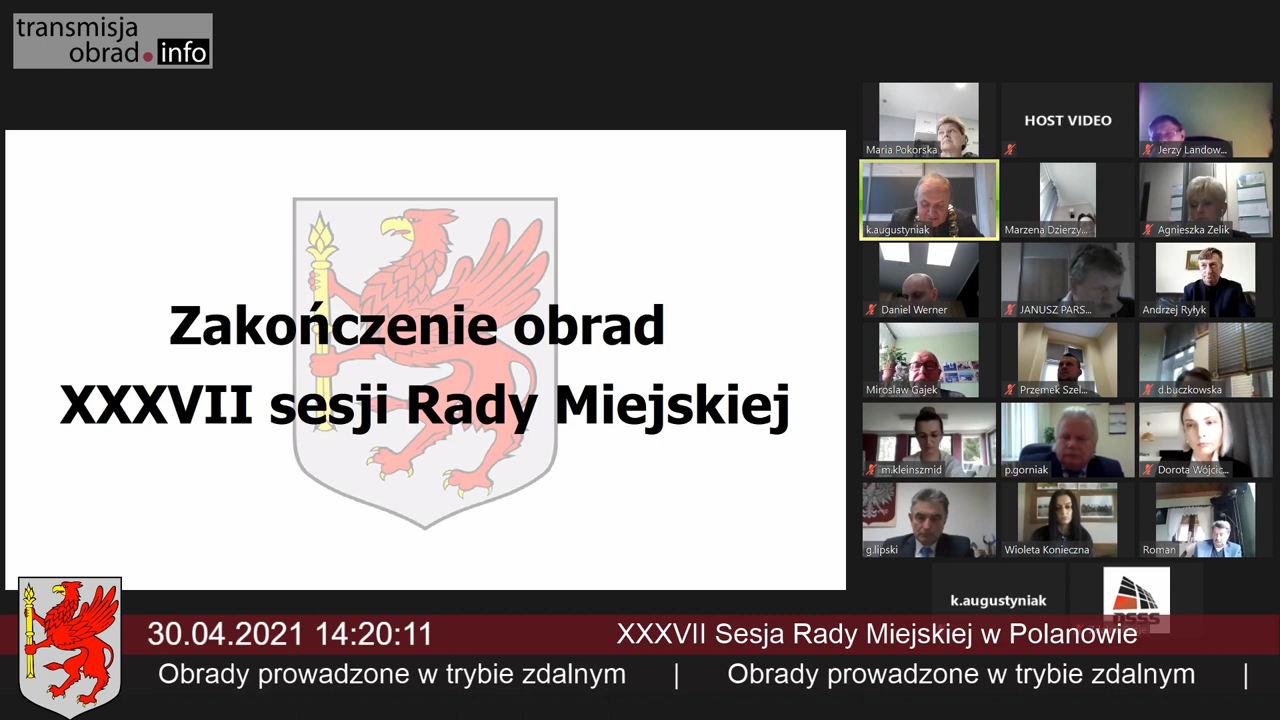 transmisja
obrad.info
Zakończenie obrad
XXXVII sesji Rady Miejskiej
Maria Pokorska
HOST VIDEO
Jerzy Landow...
k.augustyniak
Marzena Dzierzy...
Agnieszka Zelik
Daniel Werner
JANUSZ PARS...
Andrzej Ryłyk
Mirosław Gajek
Przemek Szel...
d.buczkowska
m.kleinszmid
p.gorniak
Dorota Wójcic...
g.lipski
Wioleta Konieczna
Roman
k.augustyniak
30.04.2021 14:20:11
XXXVII Sesja Rady Miejskiej w Polanowie
Obrady prowadzone w trybie zdalnym | Obrady prowadzone w trybie zdalnym |